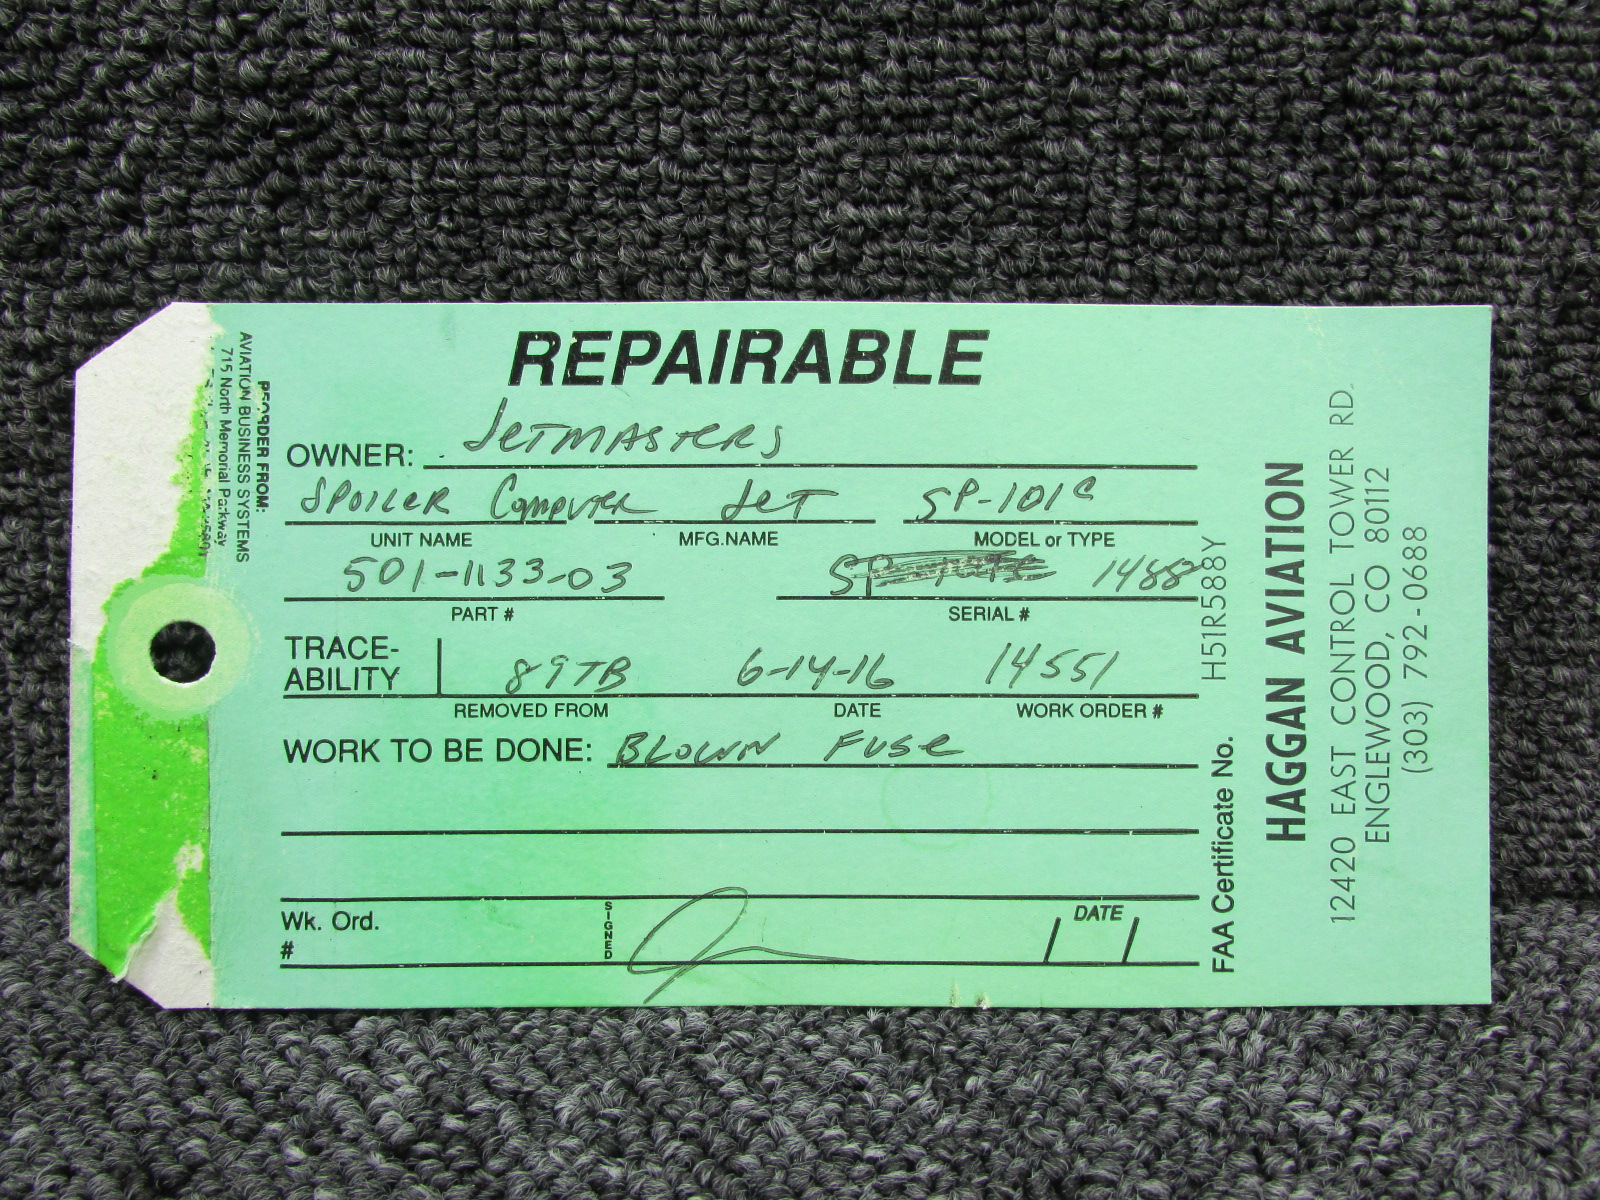 REPAIRABLE
OWNER: JETMASTERS
SPOILER COMPUTER JET SP-101C
UNIT NAME MFG.NAME MODEL or TYPE
501-1133-03 1488
PART # SERIAL #
TRACE-
ABILITY 89TB 6-14-16 14551
REMOVED FROM DATE WORK ORDER #
WORK TO BE DONE: BLOWN FUSE
Wk. Ord.
#
SIGNED
DATE
/ /
REORDER FROM:
AVIATION BUSINESS SYSTEMS
715 North Memorial Parkway
FAA Certificate No. H51R588Y
HAGGAN AVIATION
12420 EAST CONTROL TOWER RD.
ENGLEWOOD, CO 80112
(303) 792-0688